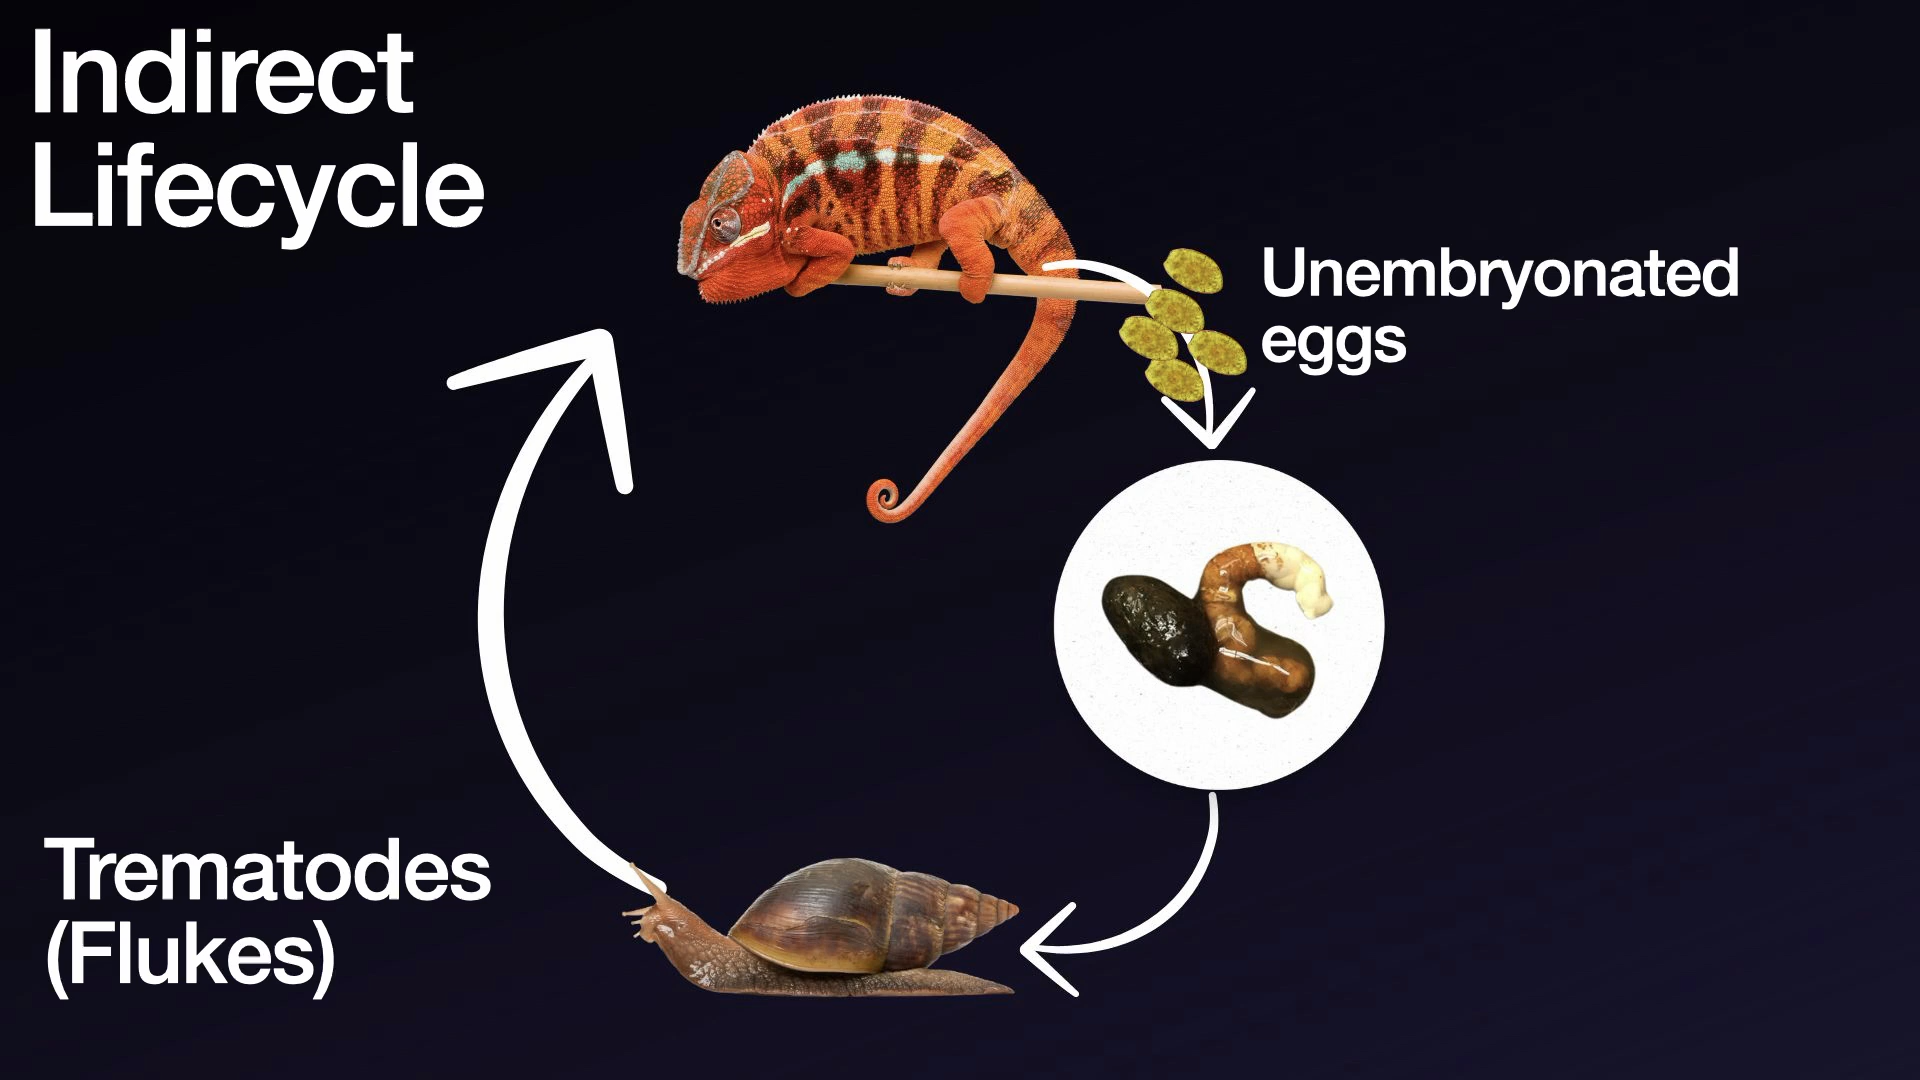 Indirect
Lifecycle
Unembryonated
eggs
Trematodes
(Flukes)